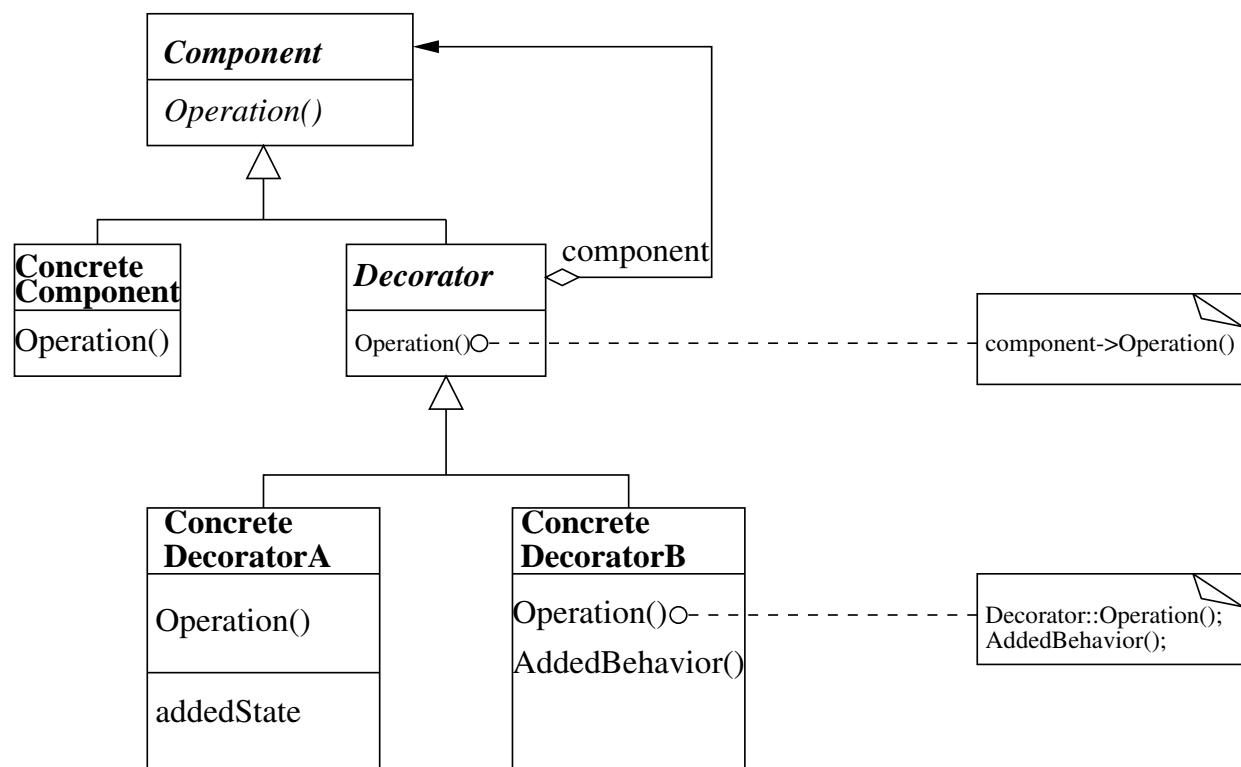 Component
Operation()
component
Concrete
Component
Operation()
Decorator
Operation()
component->Operation()
Concrete
DecoratorA
Operation()
addedState
Concrete
DecoratorB
Operation()
AddedBehavior()
Decorator::Operation();
AddedBehavior();